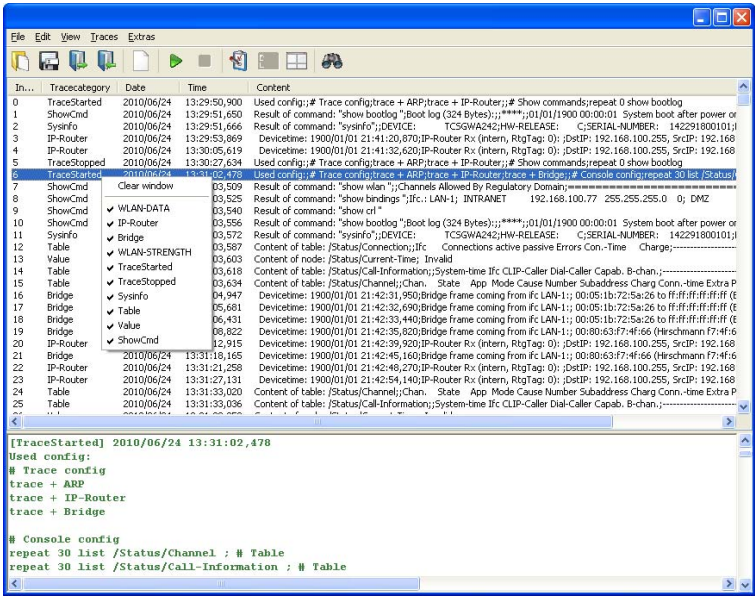 File Edit View Traces Extras
In... Tracecategory Date Time Content
0 TraceStarted 2010/06/24 13:29:50,900 Used config:;# Trace config;trace + ARP;trace + IP-Router;;# Show commands;repeat 0 show bootlog
1 ShowCmd 2010/06/24 13:29:51,650 Result of command: "show bootlog ";Boot log (324 Bytes):;;****;;01/01/1900 00:00:01 System boot after power on
2 Sysinfo 2010/06/24 13:29:51,666 Result of command: "sysinfo";;DEVICE: TCSGWA242;HW-RELEASE: C;SERIAL-NUMBER: 142291800101;
3 IP-Router 2010/06/24 13:29:53,869 Devicetime: 1900/01/01 21:41:20,870;IP-Router Rx (intern, RtgTag: 0): ;DstIP: 192.168.100.255, SrcIP: 192.168
4 IP-Router 2010/06/24 13:30:05,619 Devicetime: 1900/01/01 21:41:32,620;IP-Router Rx (intern, RtgTag: 0): ;DstIP: 192.168.100.255, SrcIP: 192.168
5 TraceStopped 2010/06/24 13:30:27,634 Used config:;# Trace config;trace + ARP;trace + IP-Router;;# Show commands;repeat 0 show bootlog
6 TraceStarted 2010/06/24 13:31:02,478 Used config:;# Trace config;trace + ARP;trace + IP-Router;trace + Bridge;;# Console config;repeat 30 list /Status/
7 ShowCmd 03,509 Result of command: "show wlan ";;Channels Allowed By Regulatory Domain;
8 ShowCmd 03,525 Result of command: "show bindings ";Ifc.: LAN-1; INTRANET 192.168.100.77 255.255.255.0 0; DMZ
9 ShowCmd 03,540 Result of command: "show crl "
10 ShowCmd 03,556 Result of command: "show bootlog ";Boot log (324 Bytes):;;****;;01/01/1900 00:00:01 System boot after power on
11 Sysinfo 03,572 Result of command: "sysinfo";;DEVICE: TCSGWA242;HW-RELEASE: C;SERIAL-NUMBER: 142291800101;
12 Table 03,587 Content of table: /Status/Connection;;Ifc Connections active passive Errors Con.-Time Charge;
13 Value 03,603 Content of node: /Status/Current-Time; Invalid
14 Table 03,618 Content of table: /Status/Call-Information;;System-time Ifc CLIP-Caller Dial-Caller Capab. B-chan.;
15 Table 03,634 Content of table: /Status/Channel;;Chan. State App Mode Cause Number Subaddress Charg Conn.-time Extra P
16 Bridge 04,947 Devicetime: 1900/01/01 21:42:31,950;Bridge frame coming from ifc LAN-1:; 00:05:1b:72:5a:26 to ff:ff:ff:ff:ff:ff (E
17 Bridge 05,681 Devicetime: 1900/01/01 21:42:32,690;Bridge frame coming from ifc LAN-1:; 00:05:1b:72:5a:26 to ff:ff:ff:ff:ff:ff (E
18 Bridge 06,431 Devicetime: 1900/01/01 21:42:33,440;Bridge frame coming from ifc LAN-1:; 00:05:1b:72:5a:26 to ff:ff:ff:ff:ff:ff (E
19 Bridge 08,822 Devicetime: 1900/01/01 21:42:35,820;Bridge frame coming from ifc LAN-1:; 00:80:63:f7:4f:66 (Hirschmann f7:4f:6
20 IP-Router 12,915 Devicetime: 1900/01/01 21:42:39,920;IP-Router Rx (intern, RtgTag: 0): ;DstIP: 192.168.100.255, SrcIP: 192.168
21 Bridge 2010/06/24 13:31:18,165 Devicetime: 1900/01/01 21:42:45,160;Bridge frame coming from ifc LAN-1:; 00:80:63:f7:4f:66 (Hirschmann f7:4f:6
22 IP-Router 2010/06/24 13:31:21,258 Devicetime: 1900/01/01 21:42:48,270;IP-Router Rx (intern, RtgTag: 0): ;DstIP: 192.168.100.255, SrcIP: 192.168
23 IP-Router 2010/06/24 13:31:27,131 Devicetime: 1900/01/01 21:42:54,140;IP-Router Rx (intern, RtgTag: 0): ;DstIP: 192.168.100.255, SrcIP: 192.168
24 Table 2010/06/24 13:31:33,020 Content of table: /Status/Channel;;Chan. State App Mode Cause Number Subaddress Charg Conn.-time Extra P
25 Table 2010/06/24 13:31:33,036 Content of table: /Status/Call-Information;;System-time Ifc CLIP-Caller Dial-Caller Capab. B-chan.;
Clear window
WLAN-DATA
IP-Router
Bridge
WLAN-STRENGTH
TraceStarted
TraceStopped
Sysinfo
Table
Value
ShowCmd
[TraceStarted] 2010/06/24 13:31:02,478
Used config:
# Trace config
trace + ARP
trace + IP-Router
trace + Bridge
# Console config
repeat 30 list /Status/Channel ; # Table
repeat 30 list /Status/Call-Information ; # Table